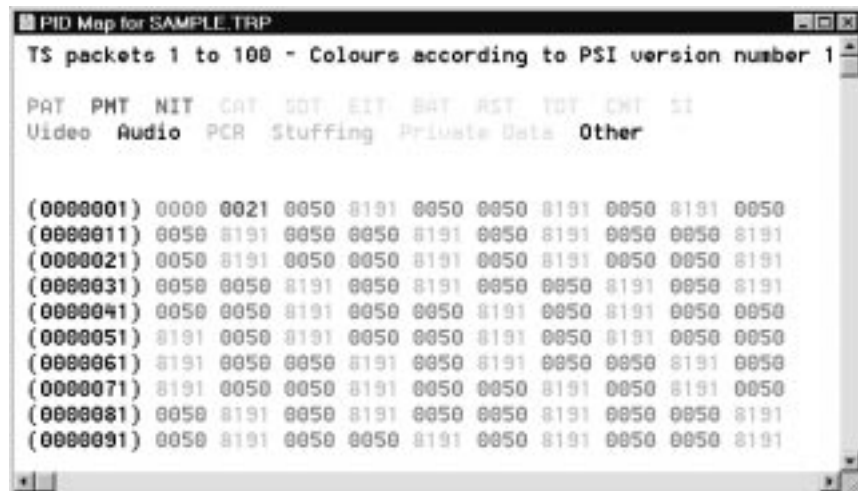 PID Map for SAMPLE.TRP
TS packets 1 to 100 - Colours according to PSI version number 1
PAT PMT NIT CAT SDT EIT BAT RST TDT CMT SI
Video Audio PCR Stuffing Private Data Other
(0000001) 0000 0021 0050 8191 0050 0050 8191 0050 8191 0050
(0000011) 0050 8191 0050 0050 8191 0050 8191 0050 0050 8191
(0000021) 0050 8191 0050 0050 8191 0050 8191 0050 0050 8191
(0000031) 0050 0050 8191 0050 8191 0050 0050 8191 0050 8191
(0000041) 0050 8191 0050 0050 0050 8191 0050 8191 0050 0050
(0000051) 8191 0050 8191 0050 0050 8191 0050 8191 0050 0050
(0000061) 8191 0050 0050 8191 0050 8191 0050 0050 8191 0050
(0000071) 8191 0050 0050 8191 0050 0050 8191 0050 8191 0050
(0000081) 0050 8191 0050 8191 0050 0050 8191 0050 0050 8191
(0000091) 0050 8191 0050 0050 8191 0050 8191 0050 0050 8191